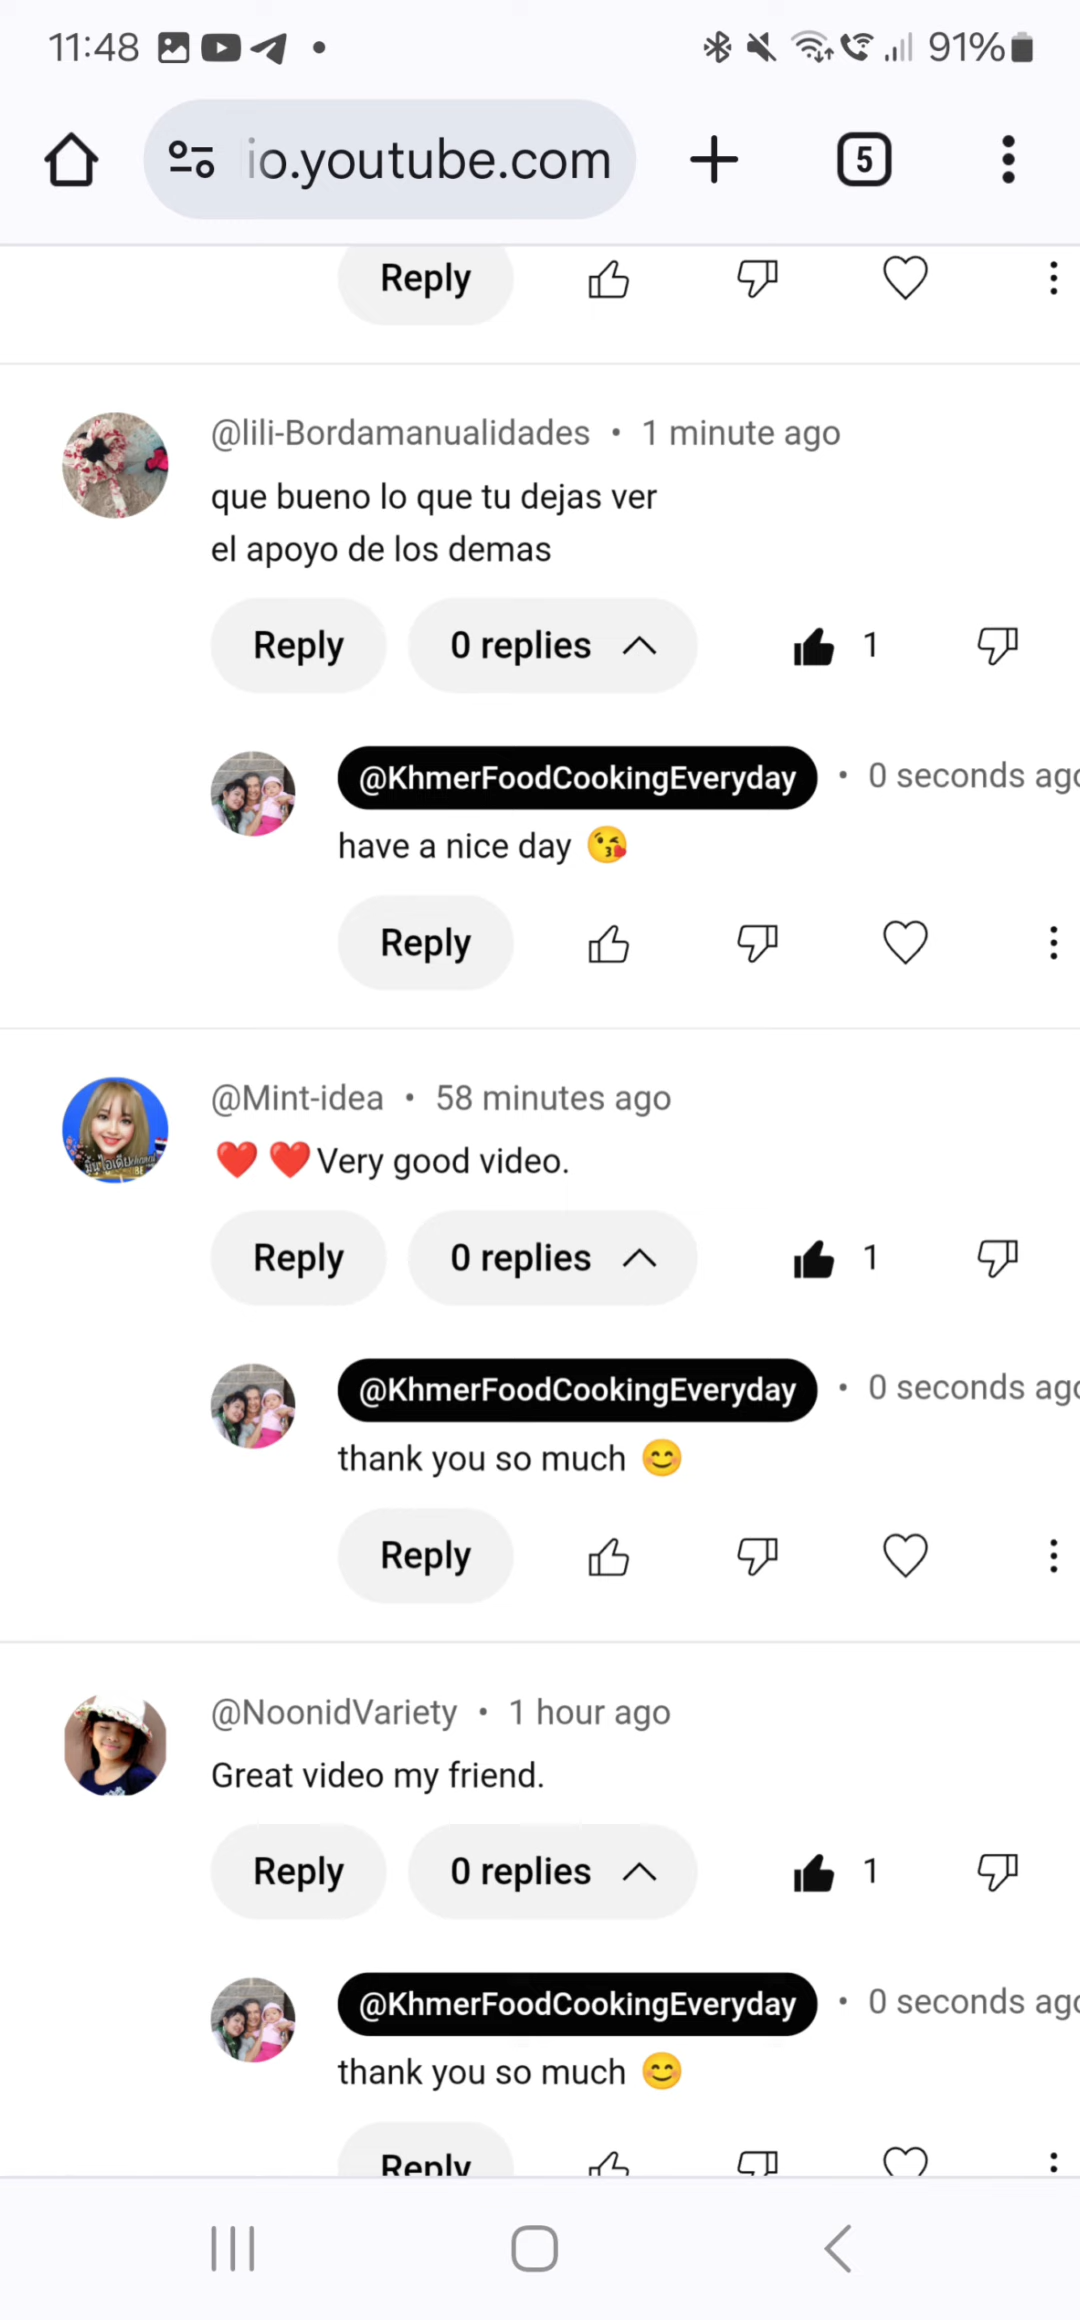 11:48
91%
io.youtube.com
5
Reply
@lili-Bordamanualidades • 1 minute ago
que bueno lo que tu dejas ver
el apoyo de los demas
Reply
0 replies
1
@KhmerFoodCookingEveryday • 0 seconds ago
have a nice day 😘
Reply
@Mint-idea • 58 minutes ago
❤️ ❤️Very good video.
Reply
0 replies
1
@KhmerFoodCookingEveryday • 0 seconds ago
thank you so much 😊
Reply
@NoonidVariety • 1 hour ago
Great video my friend.
Reply
0 replies
1
@KhmerFoodCookingEveryday • 0 seconds ago
thank you so much 😊
Reply